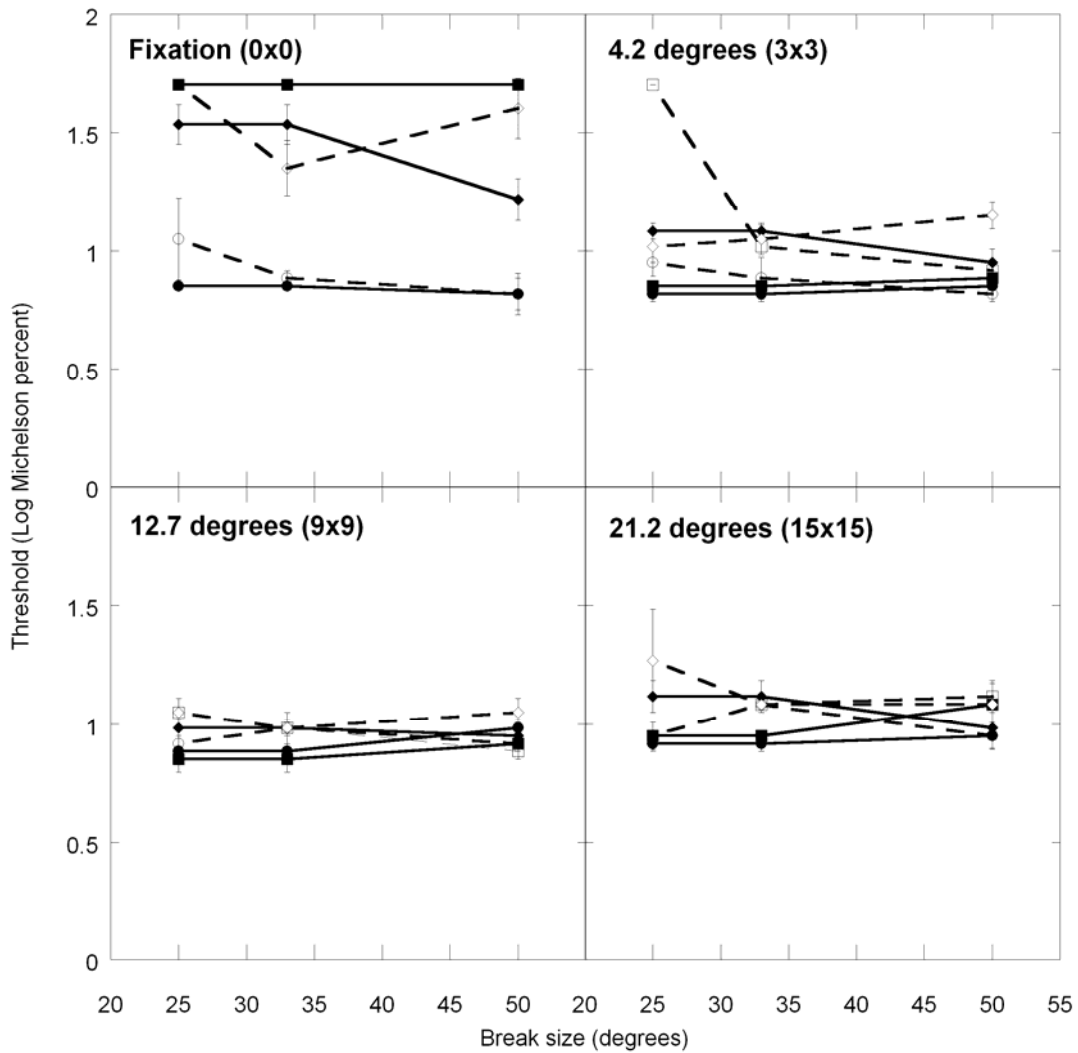 2
Fixation (0x0)
4.2 degrees (3x3)
1.5
1
0.5
0
12.7 degrees (9x9)
21.2 degrees (15x15)
1.5
1
0.5
0
20 25 30 35 40 45 50 20 25 30 35 40 45 50 55
Break size (degrees)
Threshold (Log Michelson percent)